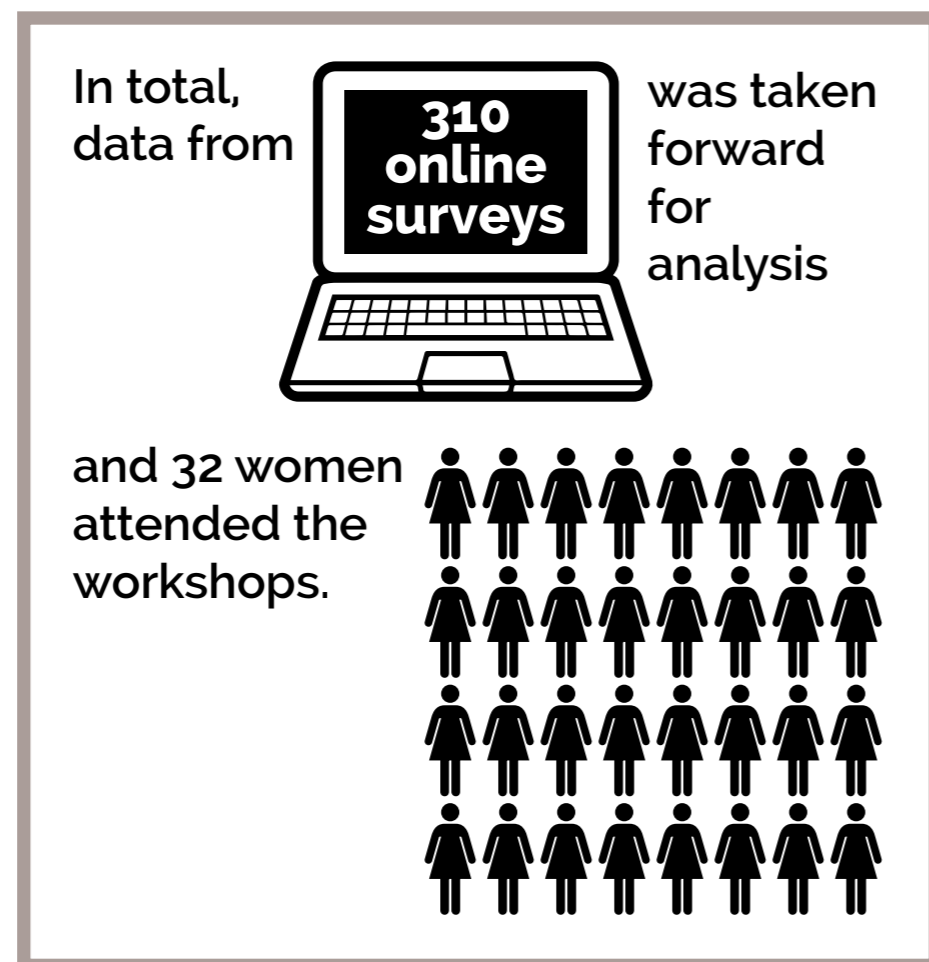 In total,
data from
310
online
surveys
was taken
forward
for
analysis
and 32 women
attended the
workshops.